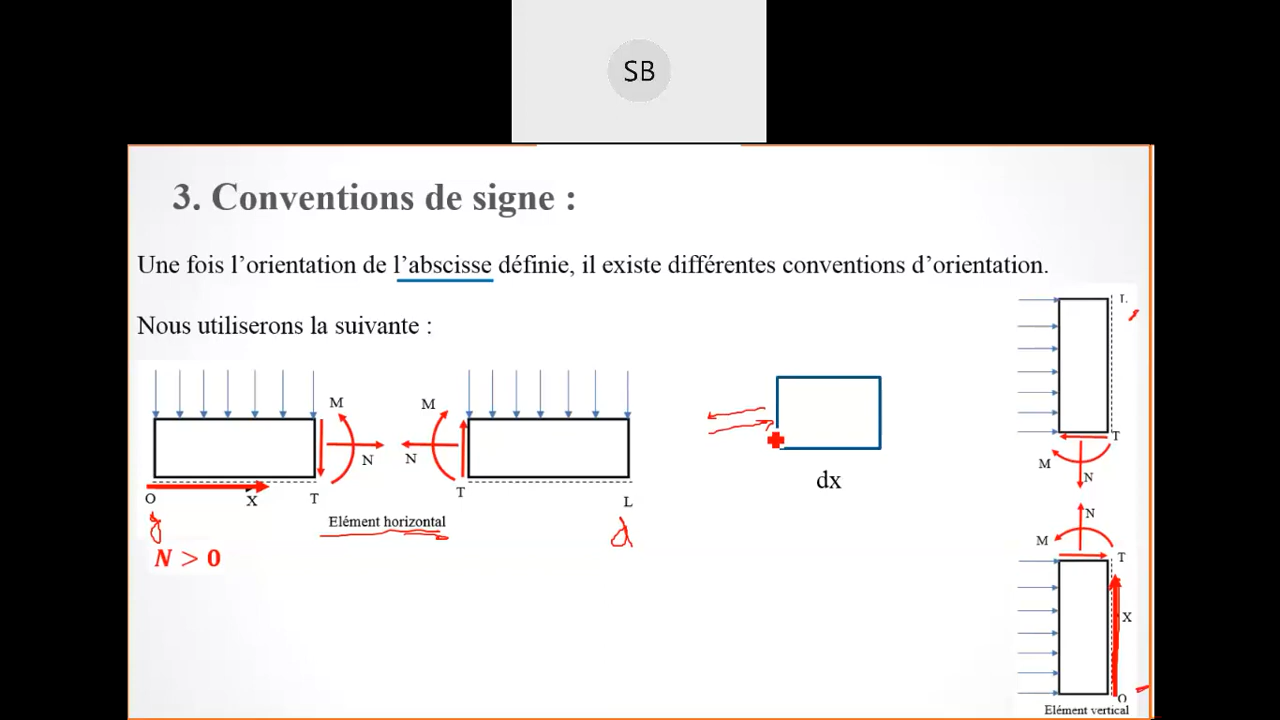 SB
3. Conventions de signe :
Une fois l’orientation de l’abscisse définie, il existe différentes conventions d’orientation.
Nous utiliserons la suivante :
M
N
O
X
T
M
N
T
L
Elément horizontal
g
d
N > 0
dx
L
T
M
N
N
M
T
X
O
Elément vertical